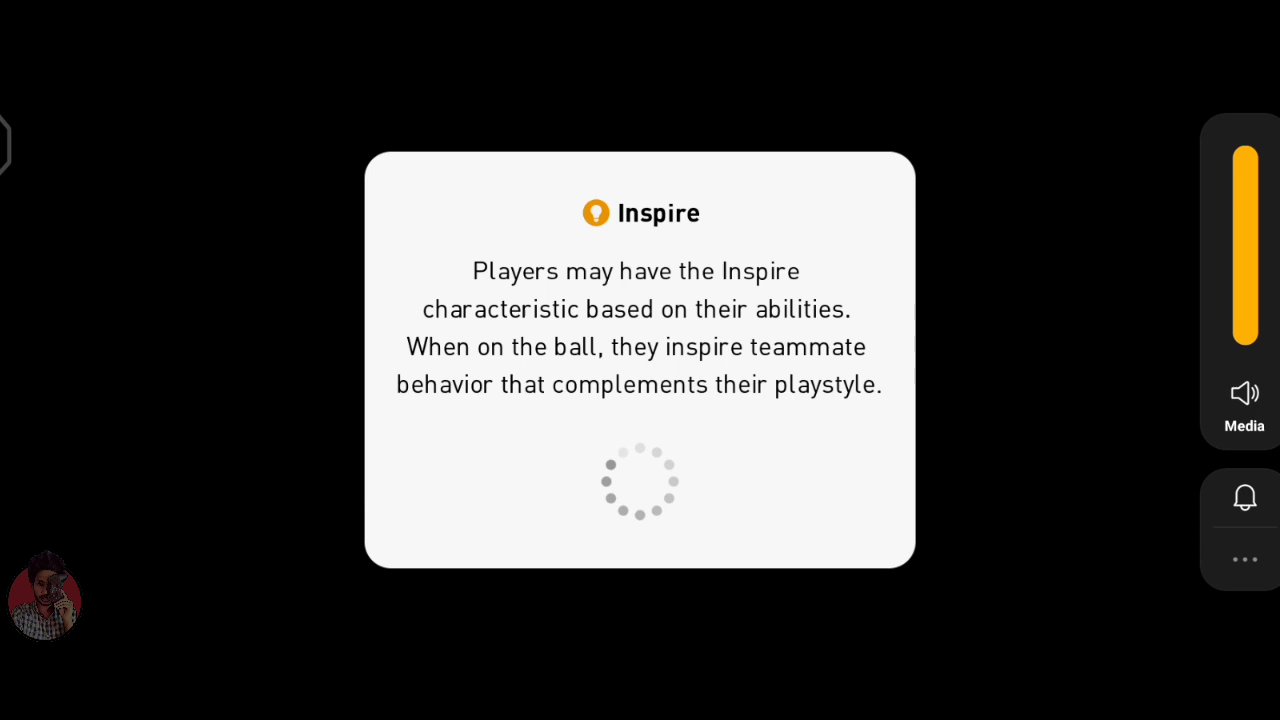 Inspire
Players may have the Inspire
characteristic based on their abilities.
When on the ball, they inspire teammate
behavior that complements their playstyle.
Media